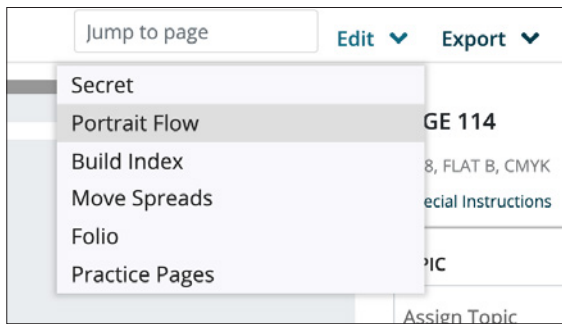 Jump to page
Edit Export
Secret
Portrait Flow
Build Index
Move Spreads
Folio
Practice Pages
GE 114
8, FLAT B, CMYK
ecial Instructions
PIC
Assign Topic